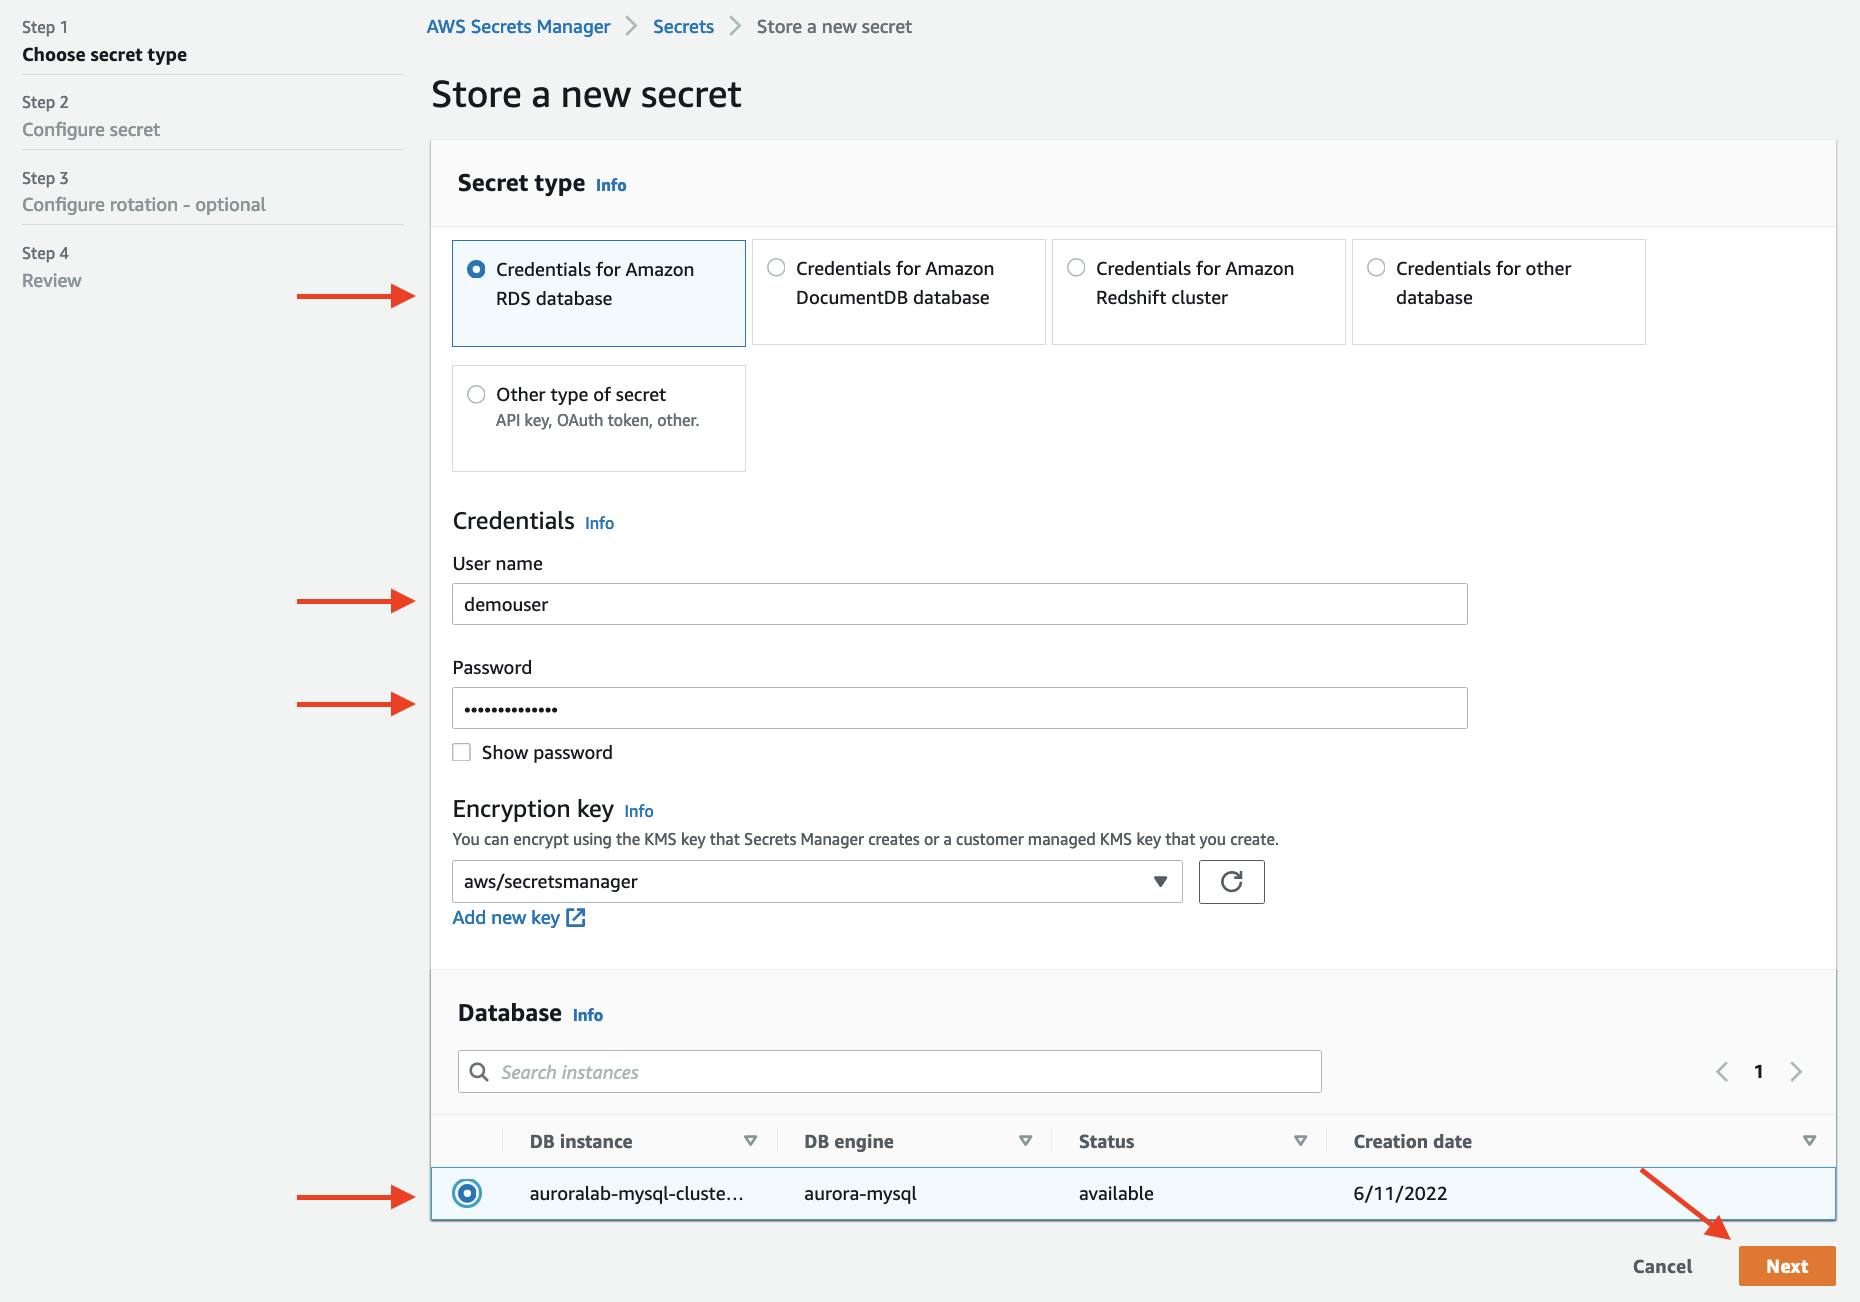 Step 1
Choose secret type
Step 2
Configure secret
Step 3
Configure rotation - optional
Step 4
Review
AWS Secrets Manager
Secrets
Store a new secret
Store a new secret
Secret type Info
Credentials for Amazon
RDS database
Credentials for Amazon
DocumentDB database
Credentials for Amazon
Redshift cluster
Credentials for other
database
Other type of secret
API key, OAuth token, other.
Credentials Info
User name
demouser
Password
••••••••••••••
Show password
Encryption key Info
You can encrypt using the KMS key that Secrets Manager creates or a customer managed KMS key that you create.
aws/secretsmanager
Add new key
Database Info
Search instances
1
DB instance DB engine Status Creation date
auroralab-mysql-cluste... aurora-mysql available 6/11/2022
Cancel Next